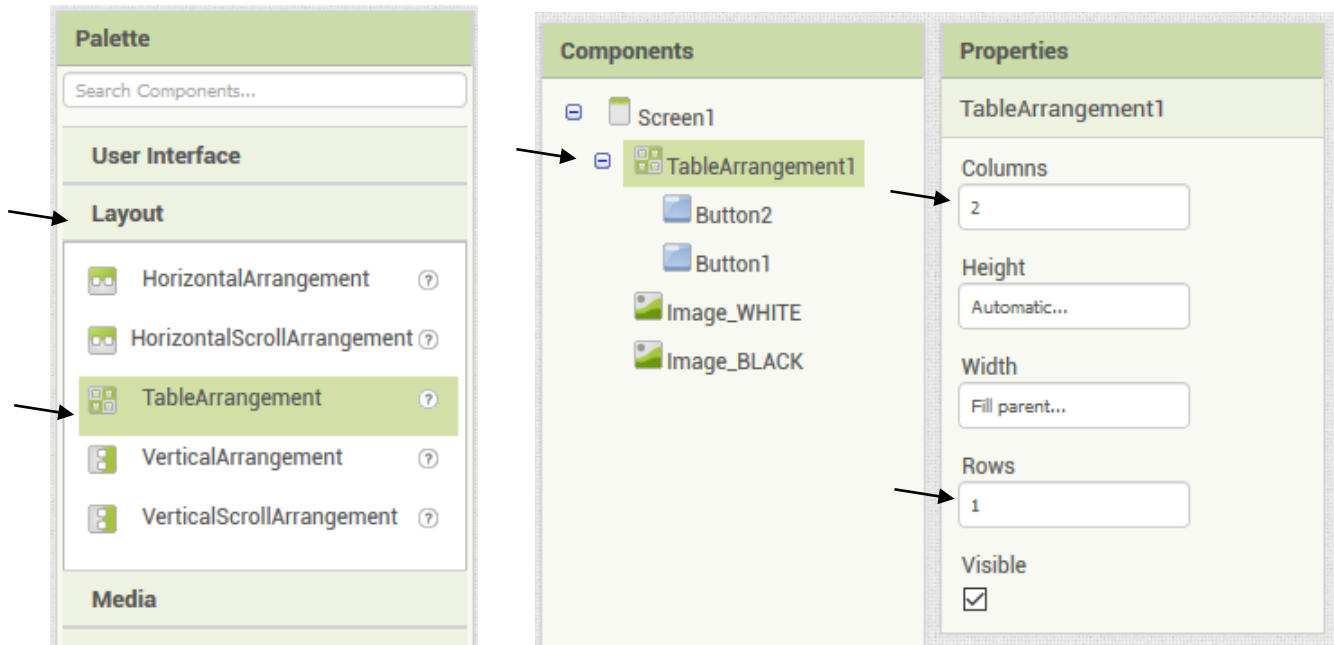 Palette
Search Components...
User Interface
Layout
HorizontalArrangement
HorizontalScrollArrangement
TableArrangement
VerticalArrangement
VerticalScrollArrangement
Media
Components
Screen1
TableArrangement1
Button2
Button1
Image_WHITE
Image_BLACK
Properties
TableArrangement1
Columns
2
Height
Automatic...
Width
Fill parent...
Rows
1
Visible